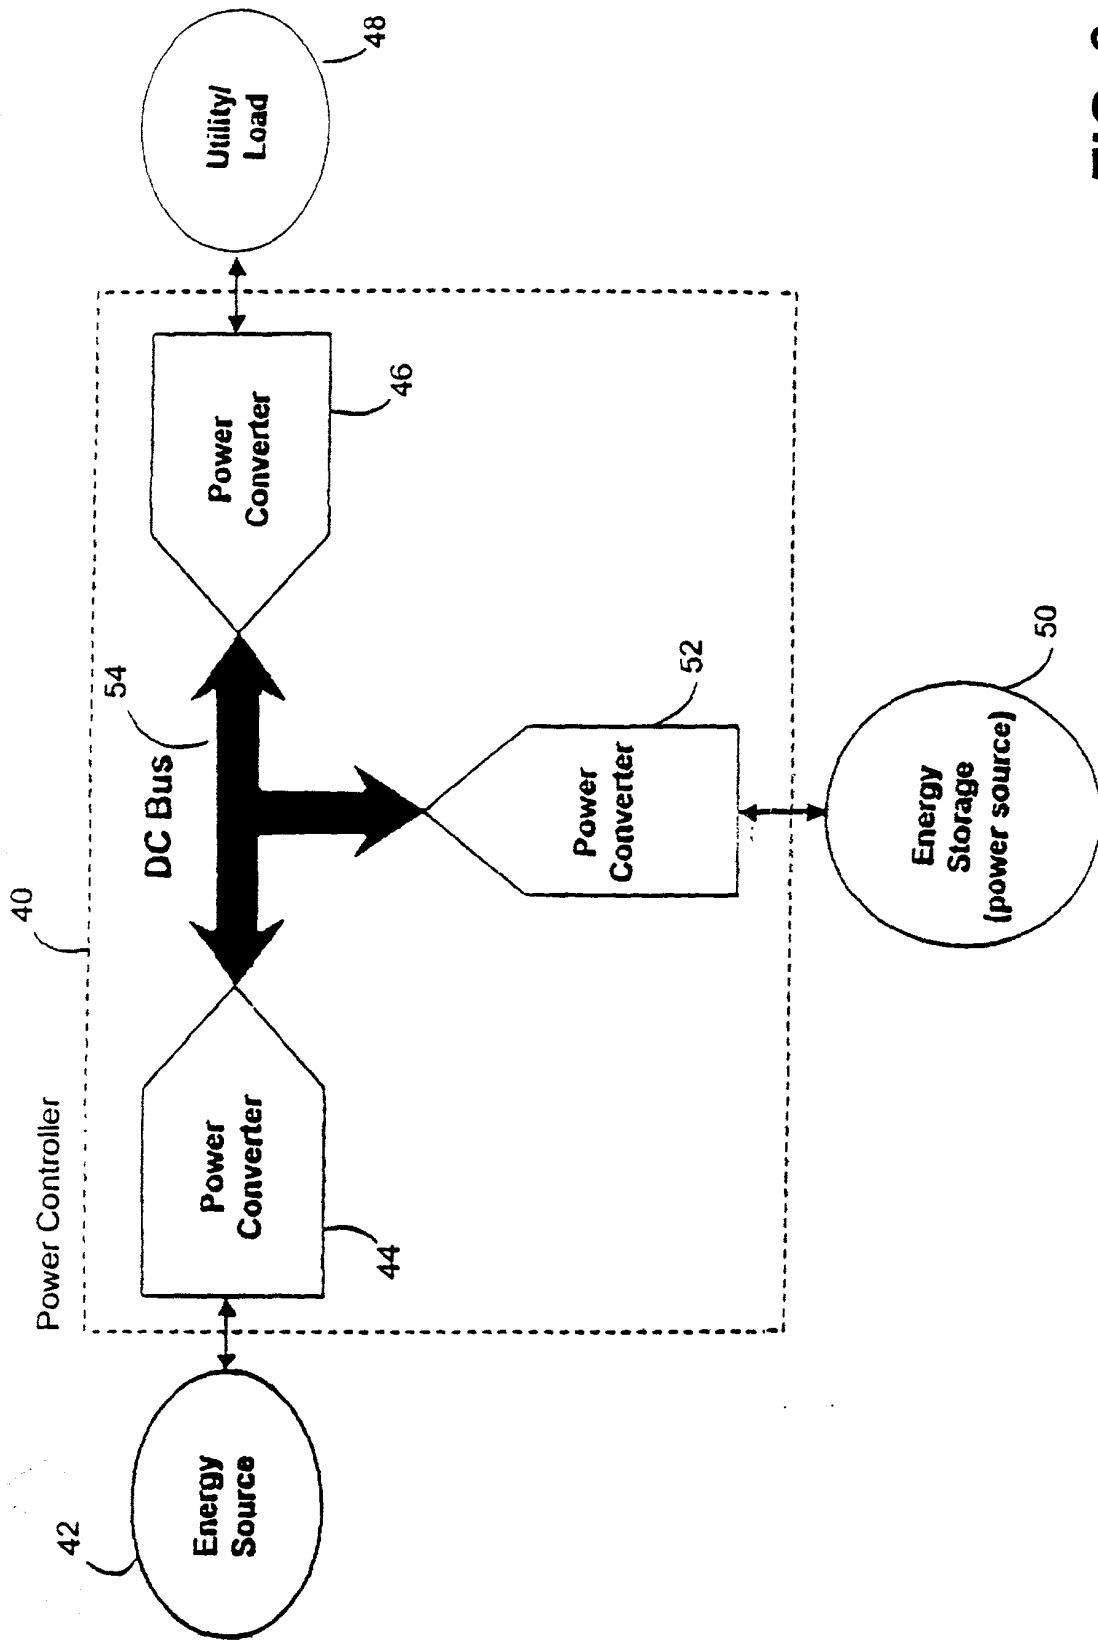 Power Controller
40
DC Bus
54
42
Energy
Source
Power
Converter
44
Power
Converter
46
Utility/
Load
48
Power
Converter
52
Energy
Storage
(power source)
50